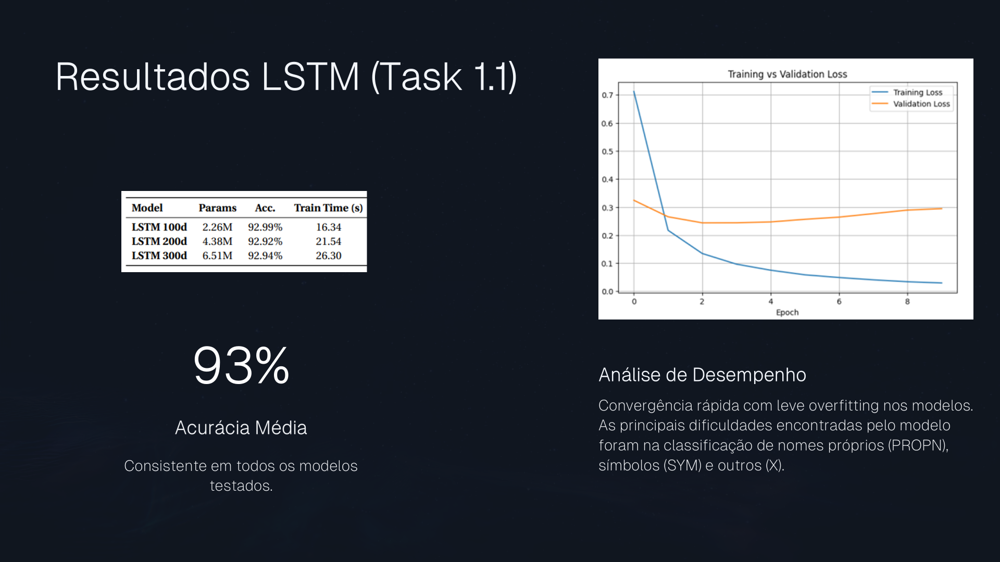 Resultados LSTM (Task 1.1)
Model Params Acc. Train Time (s)
LSTM 100d 2.26M 92.99% 16.34
LSTM 200d 4.38M 92.92% 21.54
LSTM 300d 6.51M 92.94% 26.30
93%
Acurácia Média
Consistente em todos os modelos
testados.
Training vs Validation Loss
Training Loss
Validation Loss
0.7
0.6
0.5
0.4
0.3
0.2
0.1
0.0
0 2 4 6 8
Epoch
Análise de Desempenho
Convergência rápida com leve overfitting nos modelos.
As principais dificuldades encontradas pelo modelo
foram na classificação de nomes próprios (PROPN),
símbolos (SYM) e outros (X).